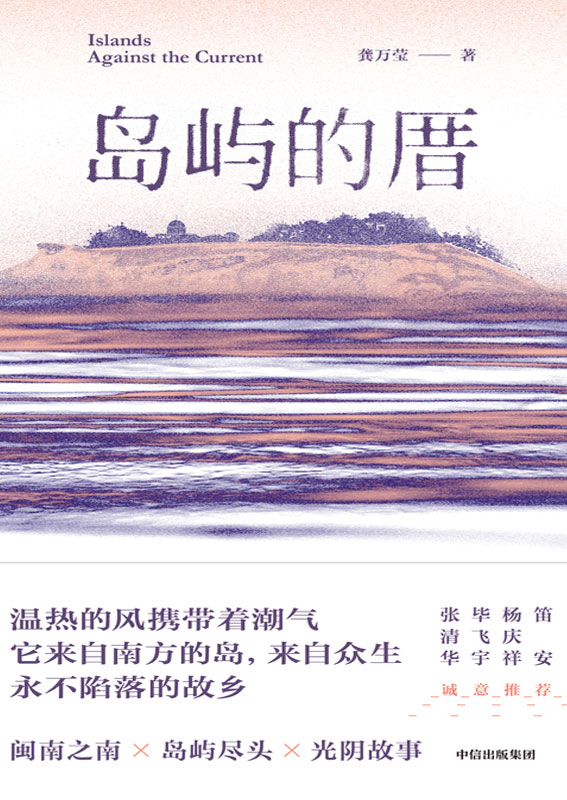 Islands
Against the Current
龚万莹 —— 著
岛屿的厝
温热的风携带着潮气
它来自南方的岛，来自众生
永不陷落的故乡
张清华
毕飞宇
杨庆祥
笛安
诚意推荐
闽南之南 × 岛屿尽头 × 光阴故事
中信出版集团